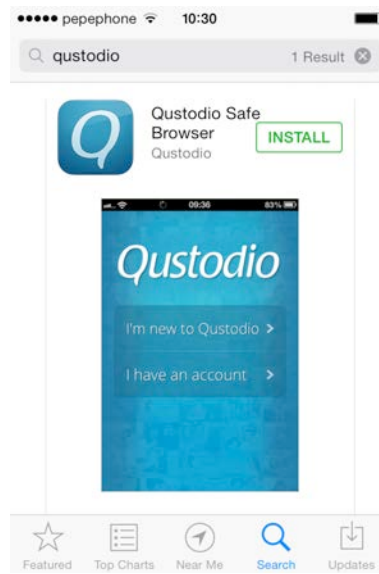 pepephone 10:30
qustodio 1 Result
Qustodio Safe
Browser
Qustodio
INSTALL
09:36 83%
Qustodio
I'm new to Qustodio >
I have an account >
Featured Top Charts Near Me Search Updates